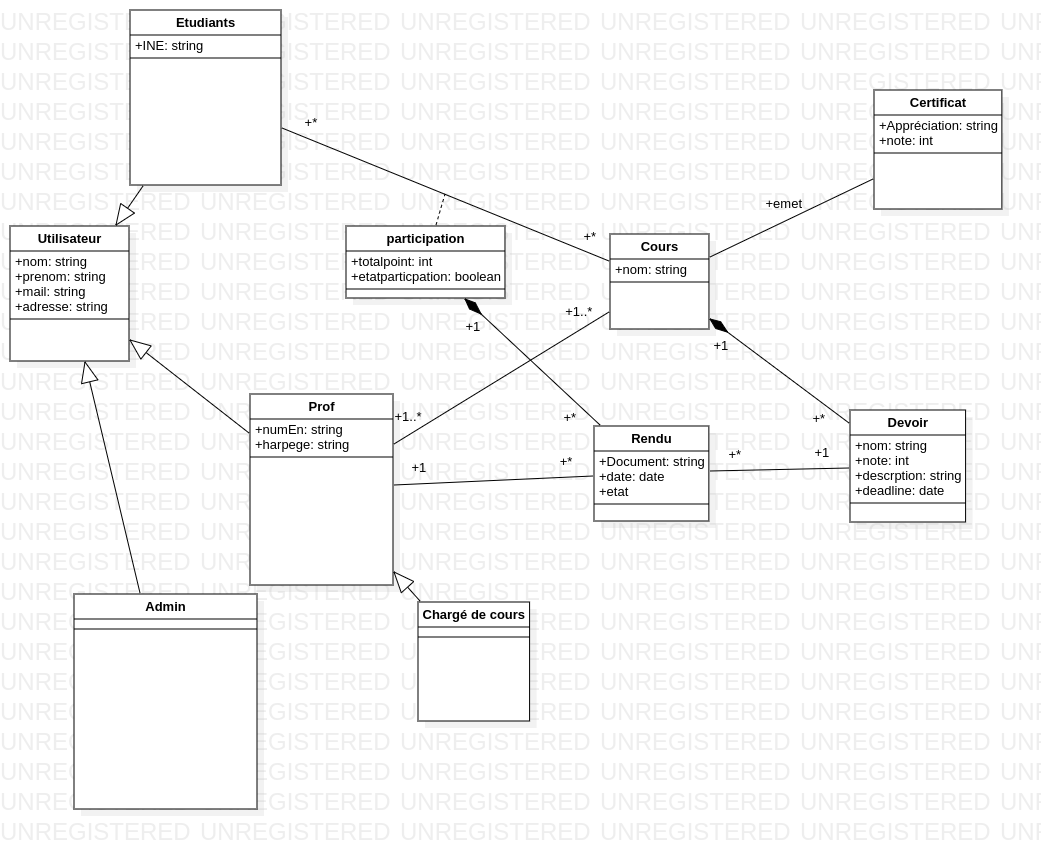 Etudiants
+INE: string
Certificat
+Appréciation: string
+note: int
+*
+emet
Utilisateur
+nom: string
+prenom: string
+mail: string
+adresse: string
participation
+totalpoint: int
+etatparticpation: boolean
+*
Cours
+nom: string
+1..*
+1
+1
Prof
+numEn: string
+harpege: string
+1..*
+1
+*
+*
Rendu
+Document: string
+date: date
+etat
+*
+*
+1
Devoir
+nom: string
+note: int
+descrption: string
+deadline: date
Admin
Chargé de cours
UNREGISTERED